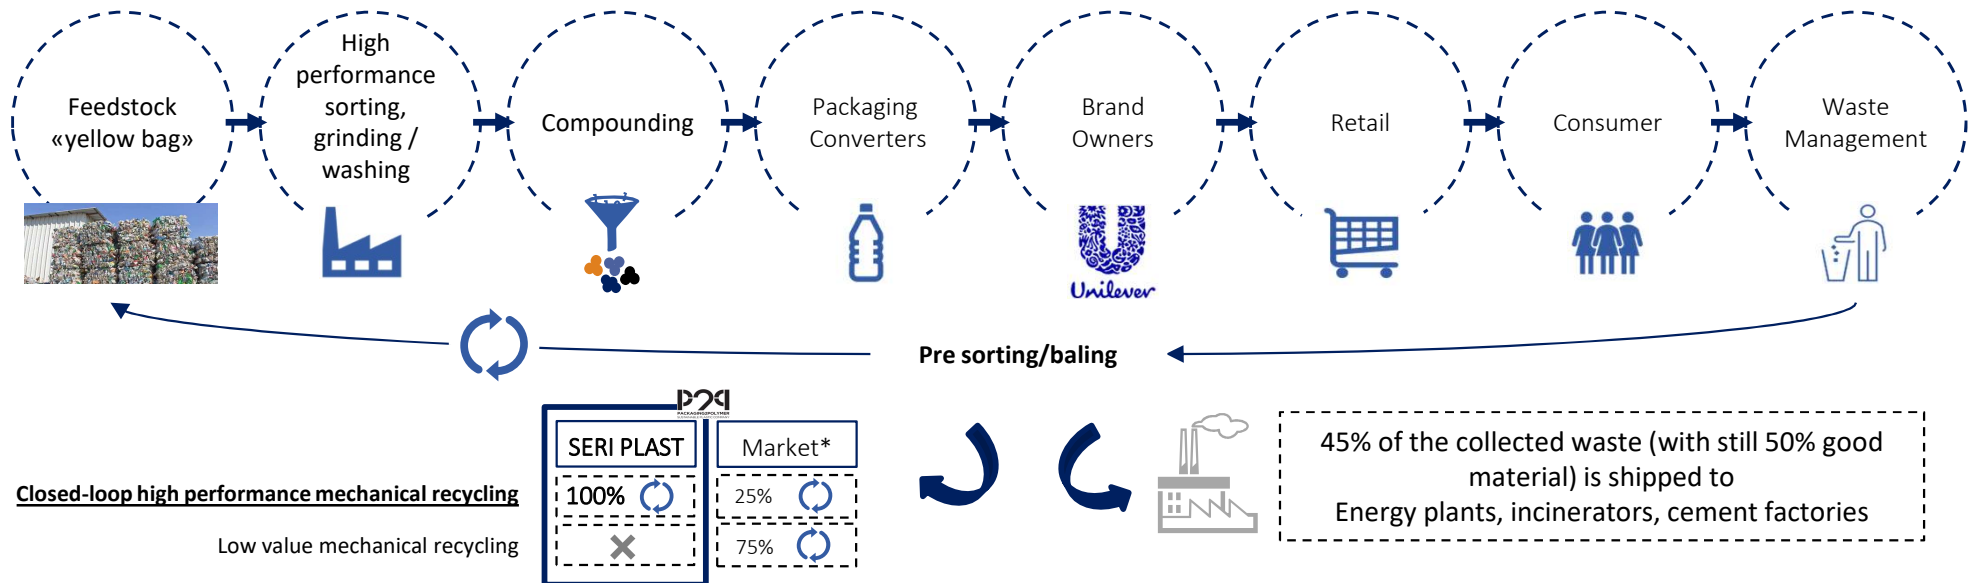 Feedstock
«yellow bag»
High
performance
sorting,
grinding /
washing
Compounding
Packaging
Converters
Brand
Owners
Retail
Consumer
Waste
Management
Unilever
Pre sorting/baling
P2P
PACKAGING2POLYMER
SERI PLAST
Market*
Closed-loop high performance mechanical recycling
100%
25%
Low value mechanical recycling
75%
45% of the collected waste (with still 50% good
material) is shipped to
Energy plants, incinerators, cement factories